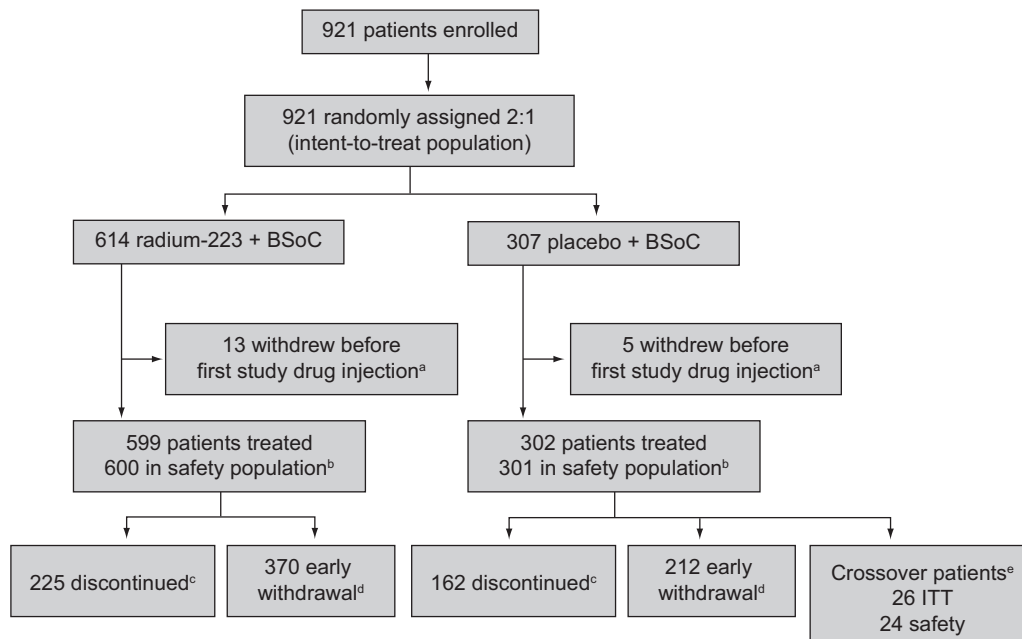 921 patients enrolled
921 randomly assigned 2:1
(intent-to-treat population)
614 radium-223 + BSoC
307 placebo + BSoC
13 withdrew before
first study drug injectionᵃ
5 withdrew before
first study drug injectionᵃ
599 patients treated
600 in safety populationᵇ
302 patients treated
301 in safety populationᵇ
225 discontinuedᶜ
370 early
withdrawalᵈ
162 discontinuedᶜ
212 early
withdrawalᵈ
Crossover patientsᵉ
26 ITT
24 safety